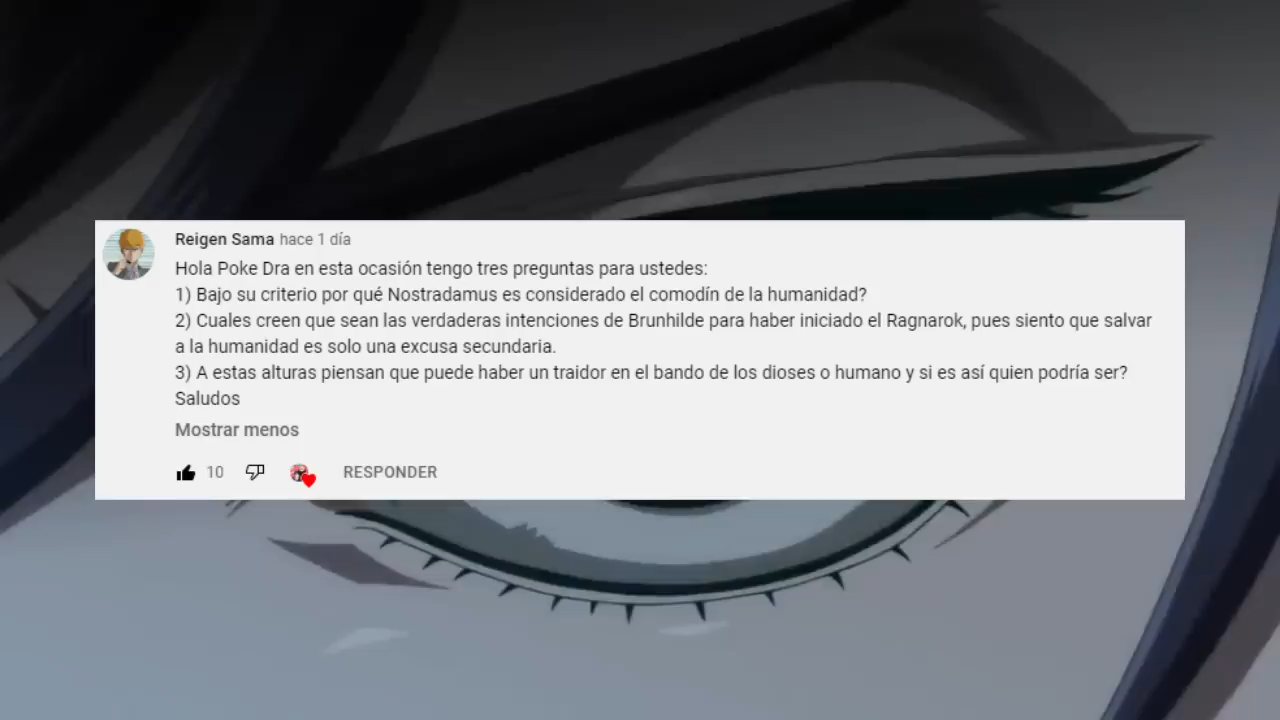 Reigen Sama hace 1 día
Hola Poke Dra en esta ocasión tengo tres preguntas para ustedes:
1) Bajo su criterio por qué Nostradamus es considerado el comodín de la humanidad?
2) Cuales creen que sean las verdaderas intenciones de Brunhilde para haber iniciado el Ragnarok, pues siento que salvar
a la humanidad es solo una excusa secundaria.
3) A estas alturas piensan que puede haber un traidor en el bando de los dioses o humano y si es así quien podría ser?
Saludos
Mostrar menos
10 RESPONDER